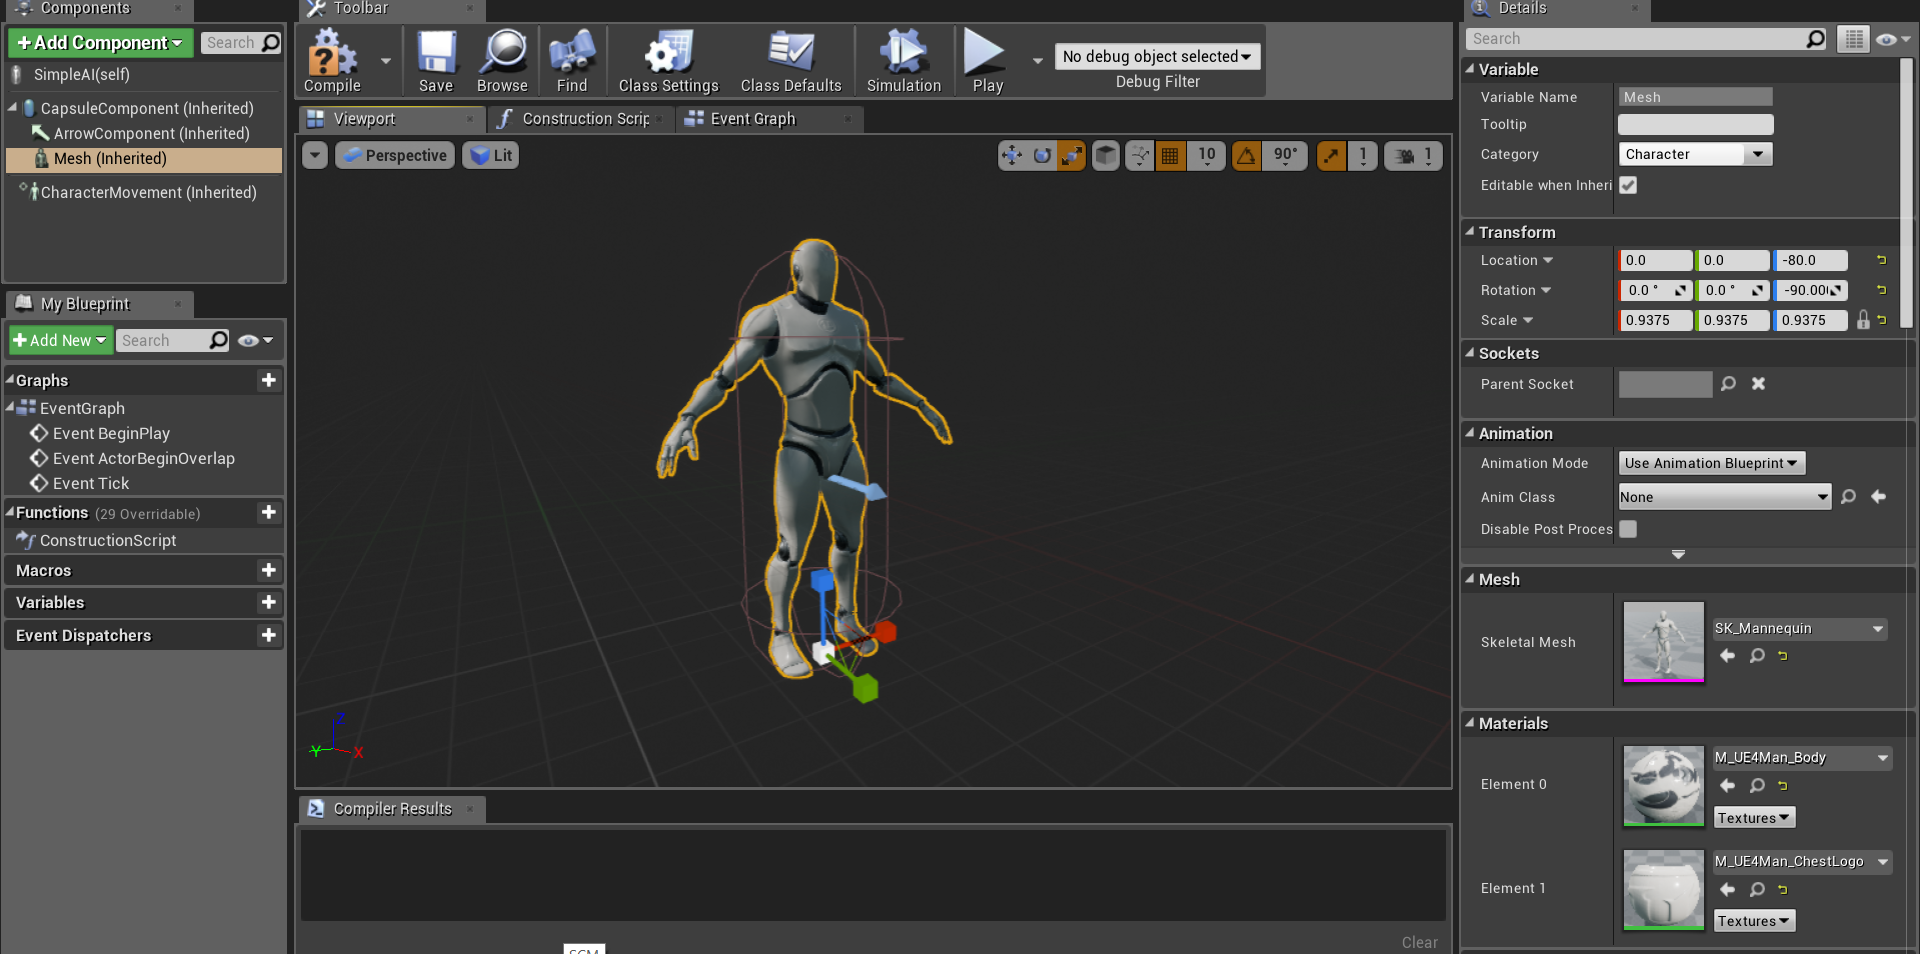 Components
Toolbar
Details
+Add Component
Search
SimpleAI(self)
CapsuleComponent (Inherited)
ArrowComponent (Inherited)
Mesh (Inherited)
CharacterMovement (Inherited)
My Blueprint
+Add New
Search
Graphs
EventGraph
Event BeginPlay
Event ActorBeginOverlap
Event Tick
Functions (29 Overridable)
ConstructionScript
Macros
Variables
Event Dispatchers
Compile
Save
Browse
Find
Class Settings
Class Defaults
Simulation
Play
No debug object selected
Debug Filter
Viewport
Construction Scrip
Event Graph
Perspective
Lit
10
90°
1
1
Z
Y
X
Compiler Results
Clear
Search
Variable
Variable Name
Mesh
Tooltip
Category
Character
Editable when Inheri
Transform
Location
0.0
0.0
-80.0
Rotation
0.0 °
0.0 °
-90.00
Scale
0.9375
0.9375
0.9375
Sockets
Parent Socket
Animation
Animation Mode
Use Animation Blueprint
Anim Class
None
Disable Post Proces
Mesh
Skeletal Mesh
SK_Mannequin
Materials
Element 0
M_UE4Man_Body
Textures
Element 1
M_UE4Man_ChestLogo
Textures